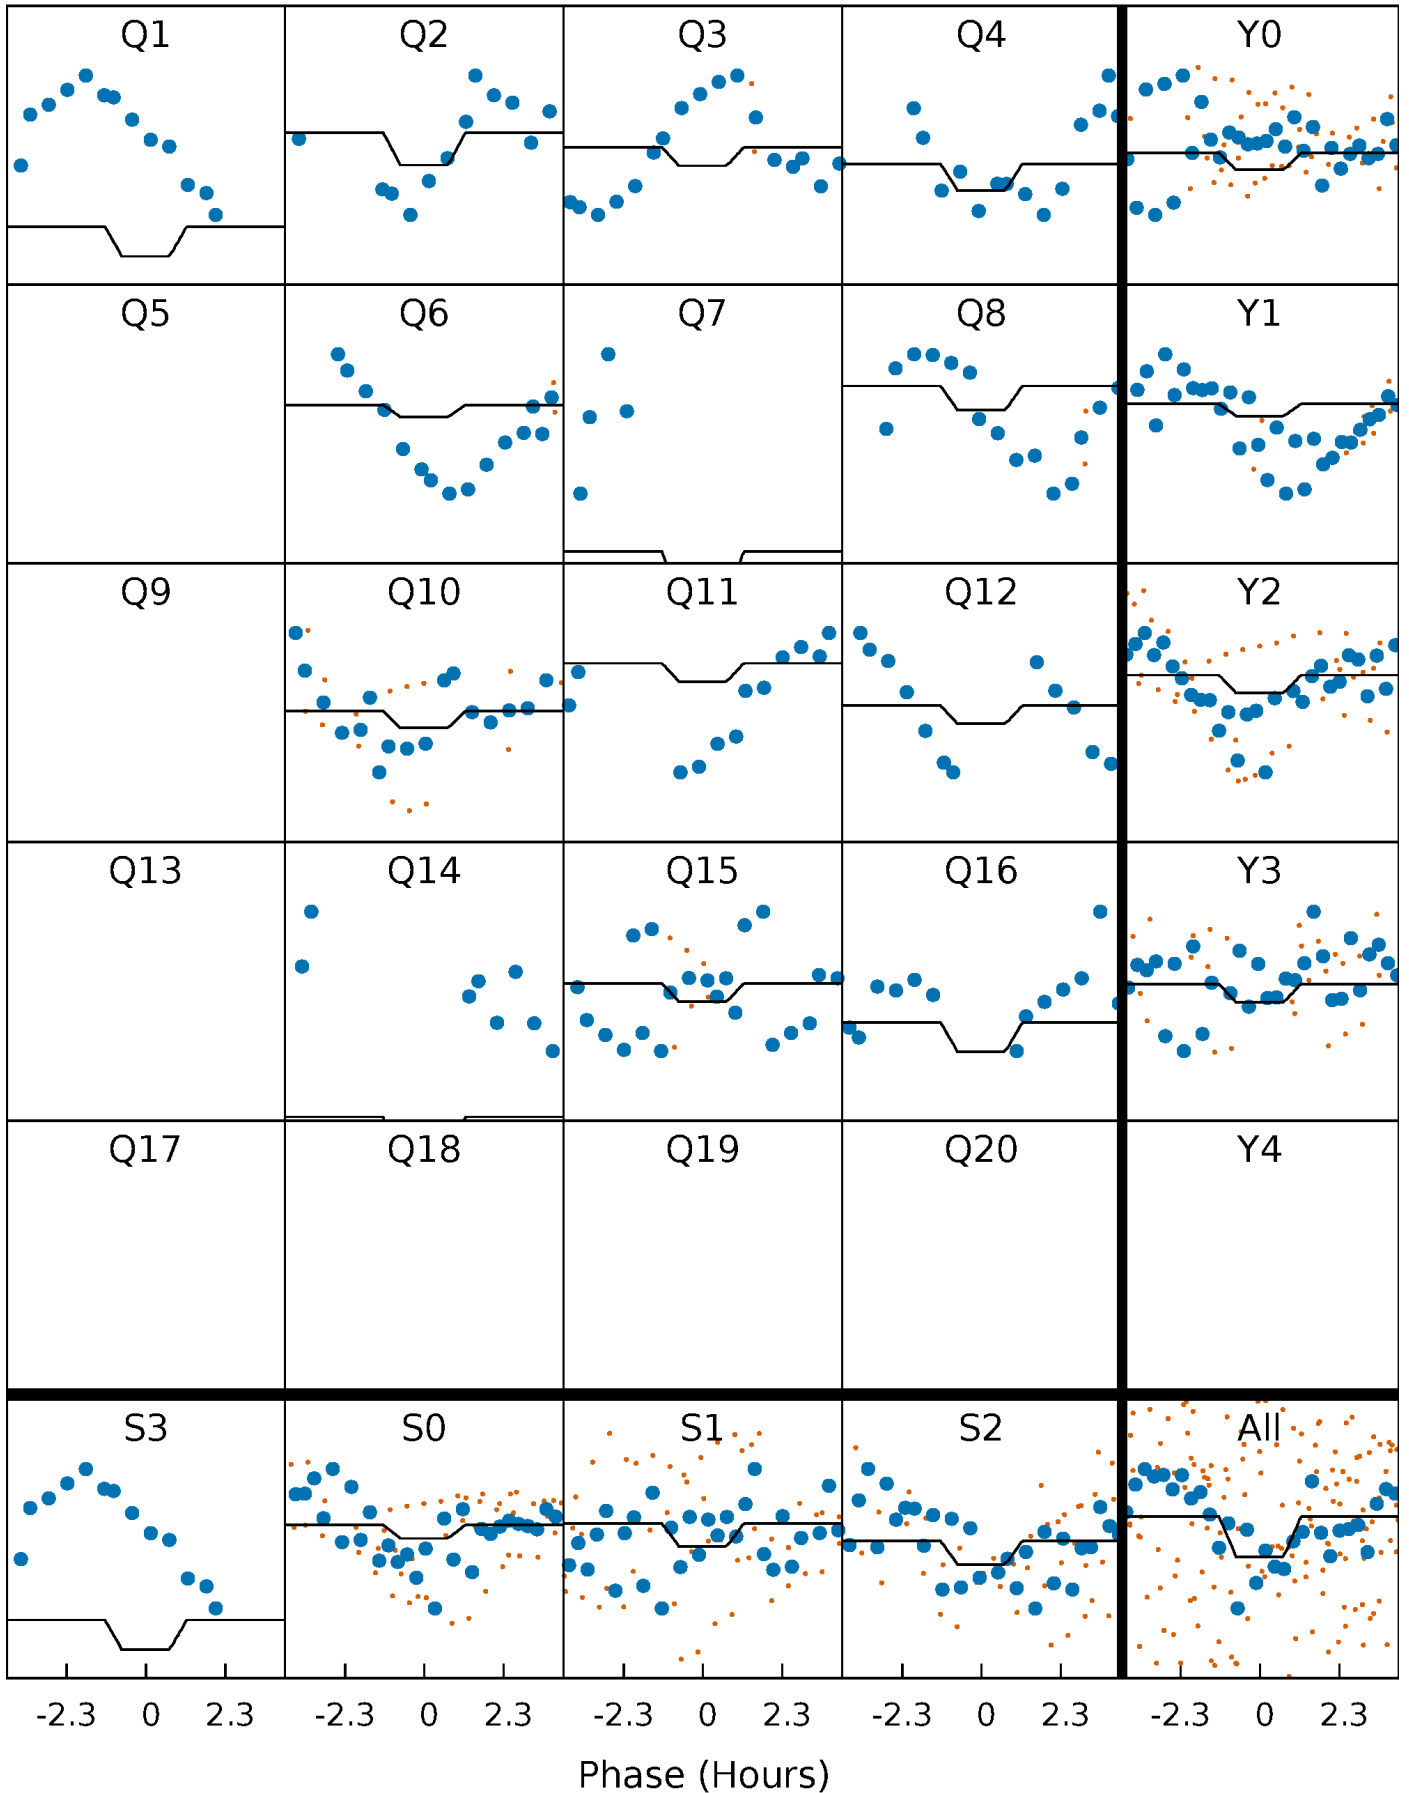 Q1 Q2 Q3 Q4 Y0
Q5 Q6 Q7 Q8 Y1
Q9 Q10 Q11 Q12 Y2
Q13 Q14 Q15 Q16 Y3
Q17 Q18 Q19 Q20 Y4
S3 S0 S1 S2 All
-2.3 0 2.3 -2.3 0 2.3 -2.3 0 2.3 -2.3 0 2.3 -2.3 0 2.3
Phase (Hours)